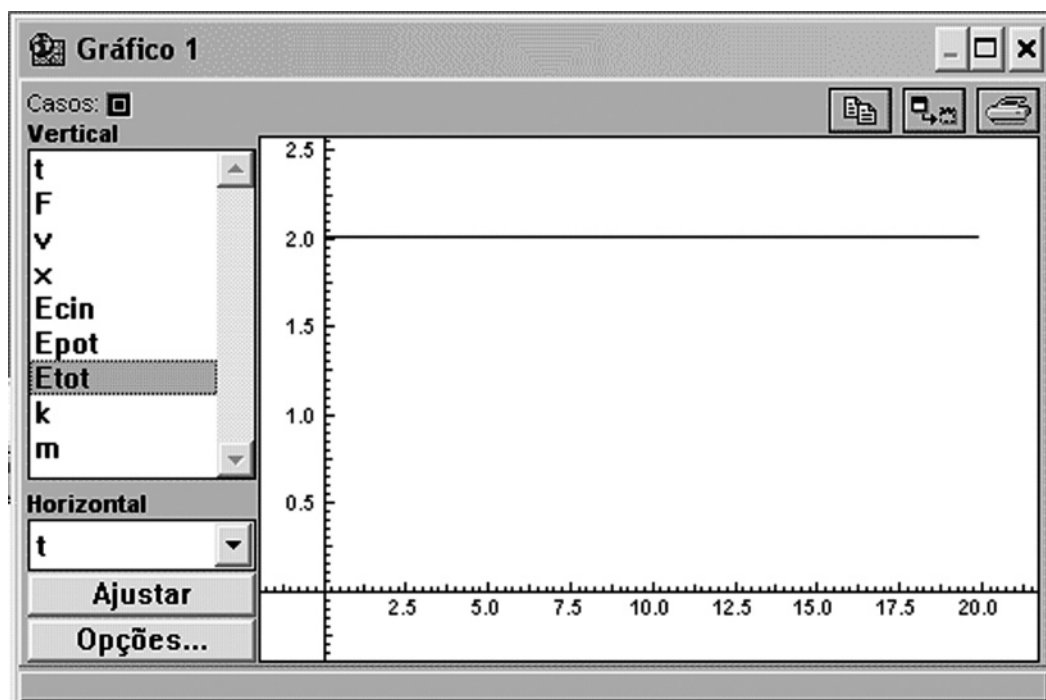 Gráfico 1
Casos:
Vertical
t
F
v
x
Ecin
Epot
Etot
k
m
Horizontal
t
Ajustar
Opções...
2.5
2.0
1.5
1.0
0.5
2.5 5.0 7.5 10.0 12.5 15.0 17.5 20.0